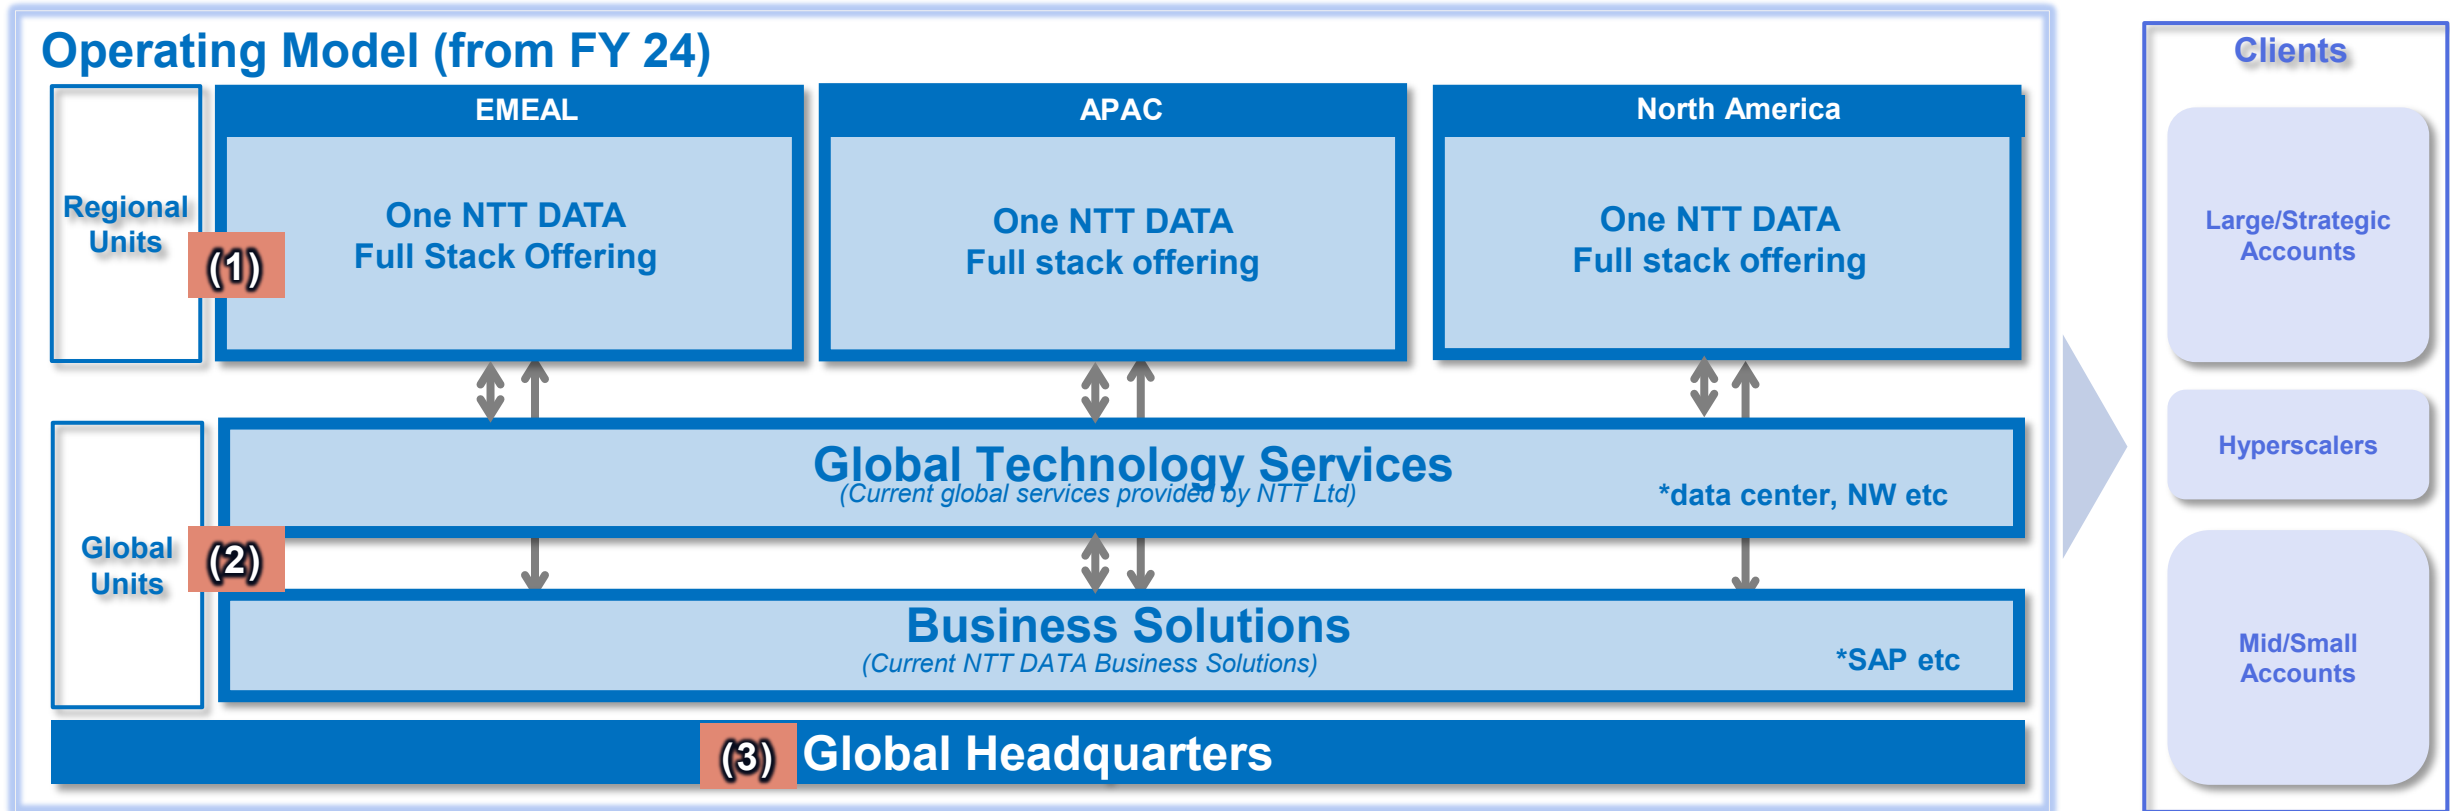 Operating Model (from FY 24)
Regional
Units
(1)
EMEAL
One NTT DATA
Full Stack Offering
APAC
One NTT DATA
Full stack offering
North America
One NTT DATA
Full stack offering
Global
Units
(2)
Global Technology Services
(Current global services provided by NTT Ltd)
*data center, NW etc
Business Solutions
(Current NTT DATA Business Solutions)
*SAP etc
(3) Global Headquarters
Clients
Large/Strategic
Accounts
Hyperscalers
Mid/Small
Accounts